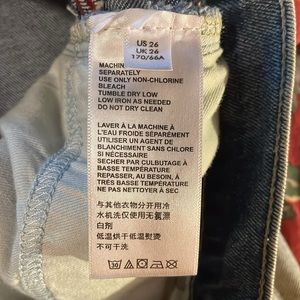 US 26
UK 26
170/66A
MACHIN
SEPARATELY
USE ONLY NON-CHLORINE
BLEACH
TUMBLE DRY LOW
LOW IRON AS NEEDED
DO NOT DRY CLEAN
LAVER À LA MACHINE À
L'EAU FROIDE SÉPARÉMENT
UTILISER UN AGENT DE
BLANCHIMENT SANS CHLORE
SI NÉCESSAIRE
SECHER PAR CULBUTAGE À
TRÈS BASSE TEMPÉRATURE
REPASSER, AU BESOIN, À
TRÈS BASSE TEMPÉRATURE
NE PAS NETTOYER À SEC
与其他衣物分开用冷
水机洗仅使用无氯漂
白剂
低温烘干低温熨烫
不可干洗